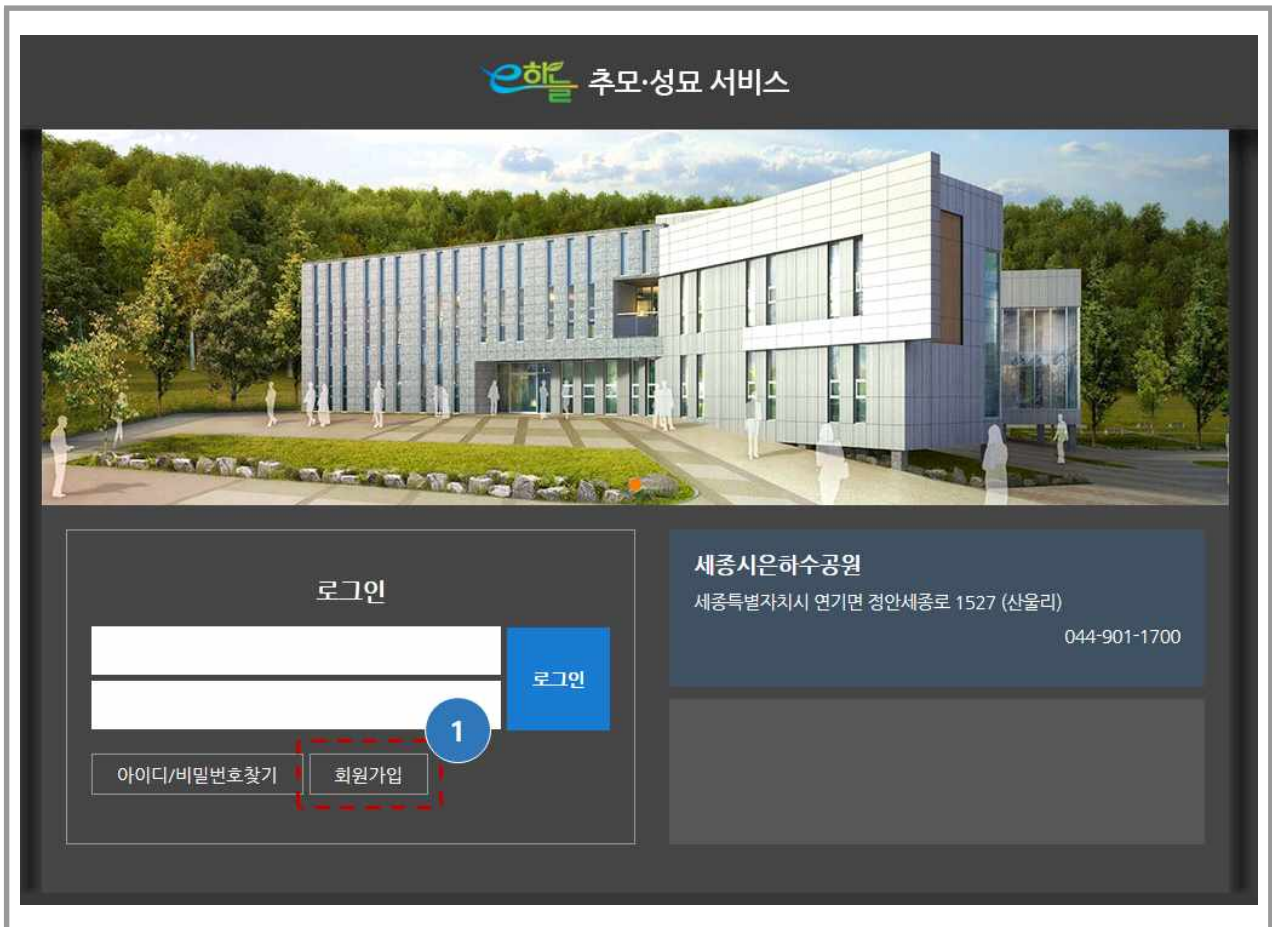 e하늘 추모·성묘 서비스
로그인
로그인
1
아이디/비밀번호찾기
회원가입
세종시은하수공원
세종특별자치시 연기면 정안세종로 1527 (산울리)
044-901-1700